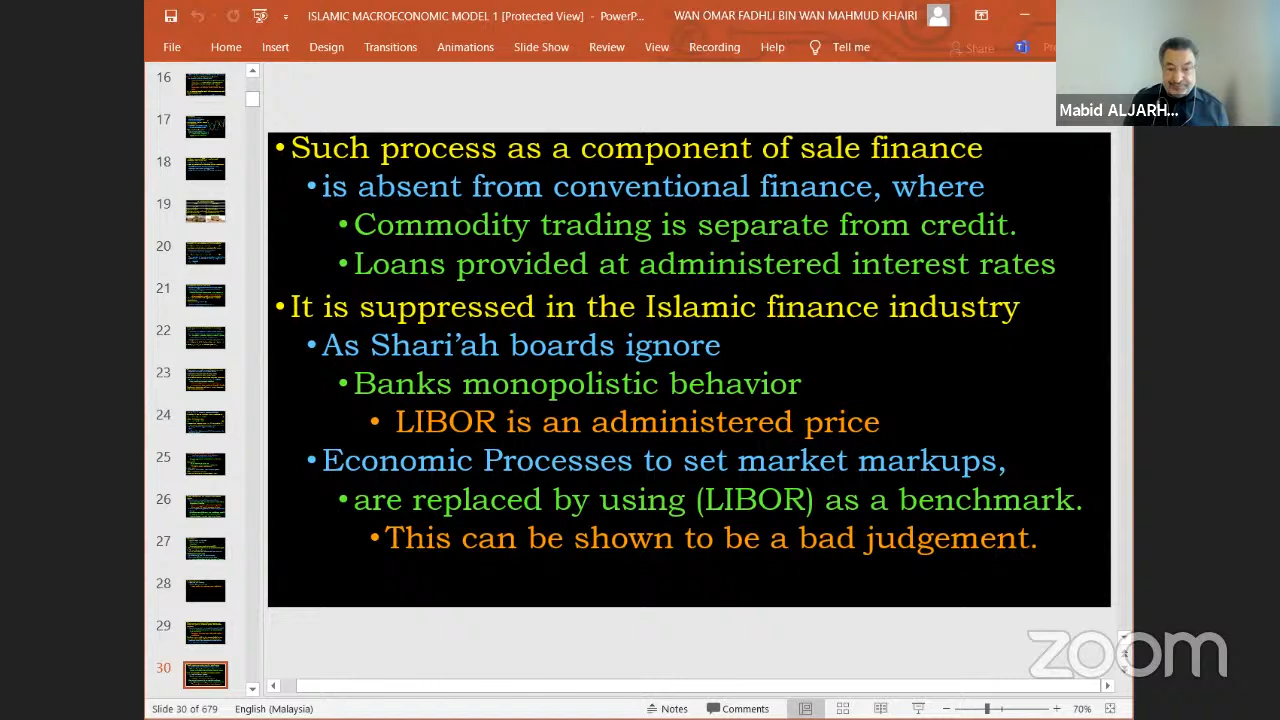 ISLAMIC MACROECONOMIC MODEL 1 [Protected View] - PowerP...
WAN OMAR FADHLI BIN WAN MAHMUD KHAIRI
File Home Insert Design Transitions Animations Slide Show Review View Recording Help Tell me Share
Mabid ALJARH...
16
17
18
19
20
21
22
23
24
25
26
27
28
29
30
•Such process as a component of sale finance
•is absent from conventional finance, where
•Commodity trading is separate from credit.
•Loans provided at administered interest rates
•It is suppressed in the Islamic finance industry
•As Shari’ah boards ignore
•Banks monopolistic behavior
• LIBOR is an administered price
•Economic Processes to set market markups,
•are replaced by using (LIBOR) as a benchmark.
•This can be shown to be a bad judgement.
zoom
Slide 30 of 679 English (Malaysia) Notes Comments 70%